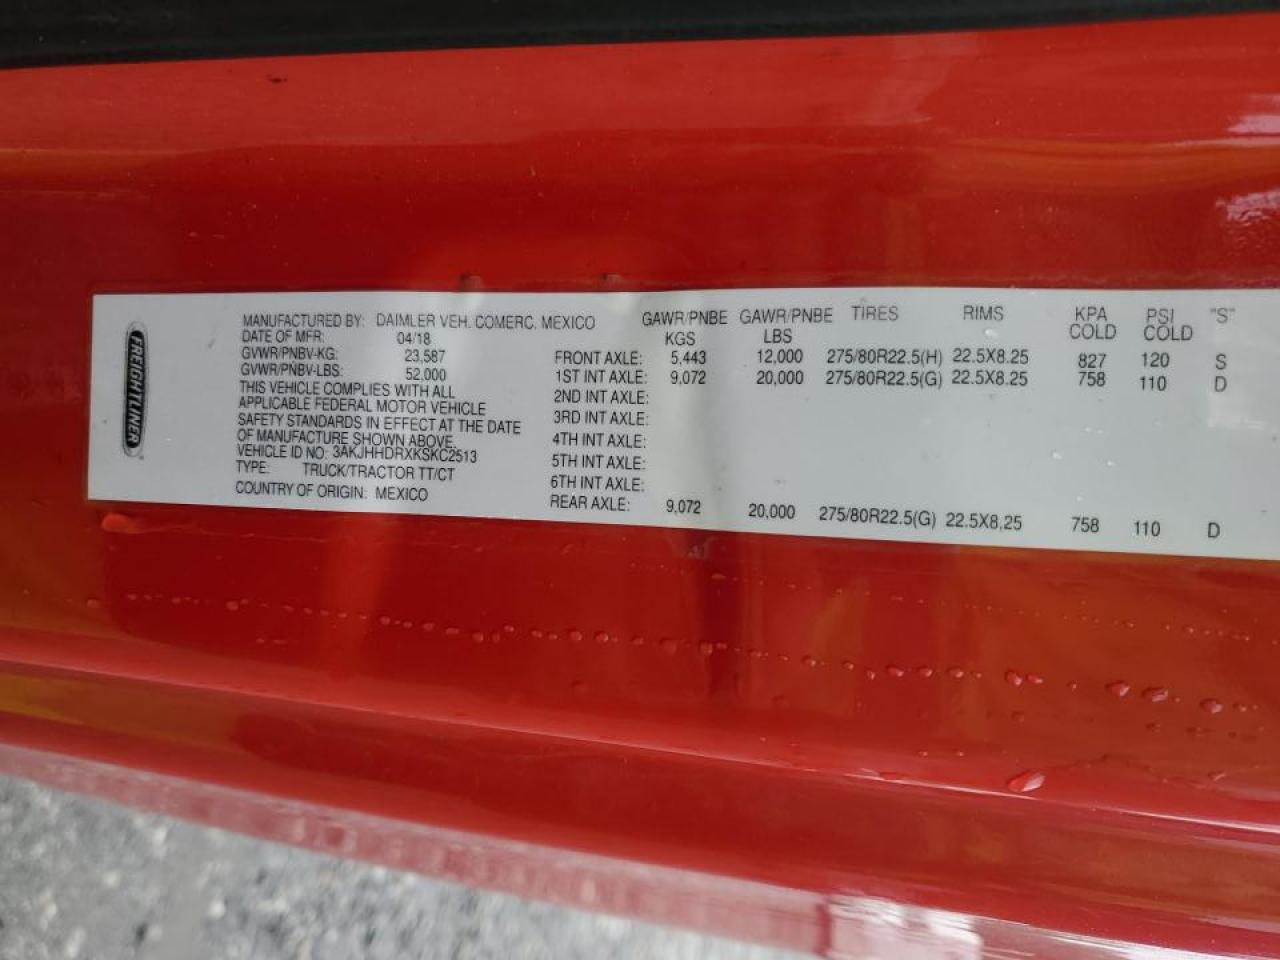 FREIGHTLINER
MANUFACTURED BY: DAIMLER VEH. COMERC. MEXICO
DATE OF MFR: 04/18
GVWR/PNBV-KG: 23,587
GVWR/PNBV-LBS: 52,000
THIS VEHICLE COMPLIES WITH ALL
APPLICABLE FEDERAL MOTOR VEHICLE
SAFETY STANDARDS IN EFFECT AT THE DATE
OF MANUFACTURE SHOWN ABOVE.
VEHICLE ID NO: 3AKJHHDRXKSKC2513
TYPE: TRUCK/TRACTOR TT/CT
COUNTRY OF ORIGIN: MEXICO
GAWR/PNBE KGS GAWR/PNBE LBS TIRES RIMS KPA COLD PSI COLD "S"
FRONT AXLE: 5,443 12,000 275/80R22.5(H) 22.5X8.25 827 120 S
1ST INT AXLE: 9,072 20,000 275/80R22.5(G) 22.5X8.25 758 110 D
2ND INT AXLE:
3RD INT AXLE:
4TH INT AXLE:
5TH INT AXLE:
6TH INT AXLE:
REAR AXLE: 9,072 20,000 275/80R22.5(G) 22.5X8.25 758 110 D